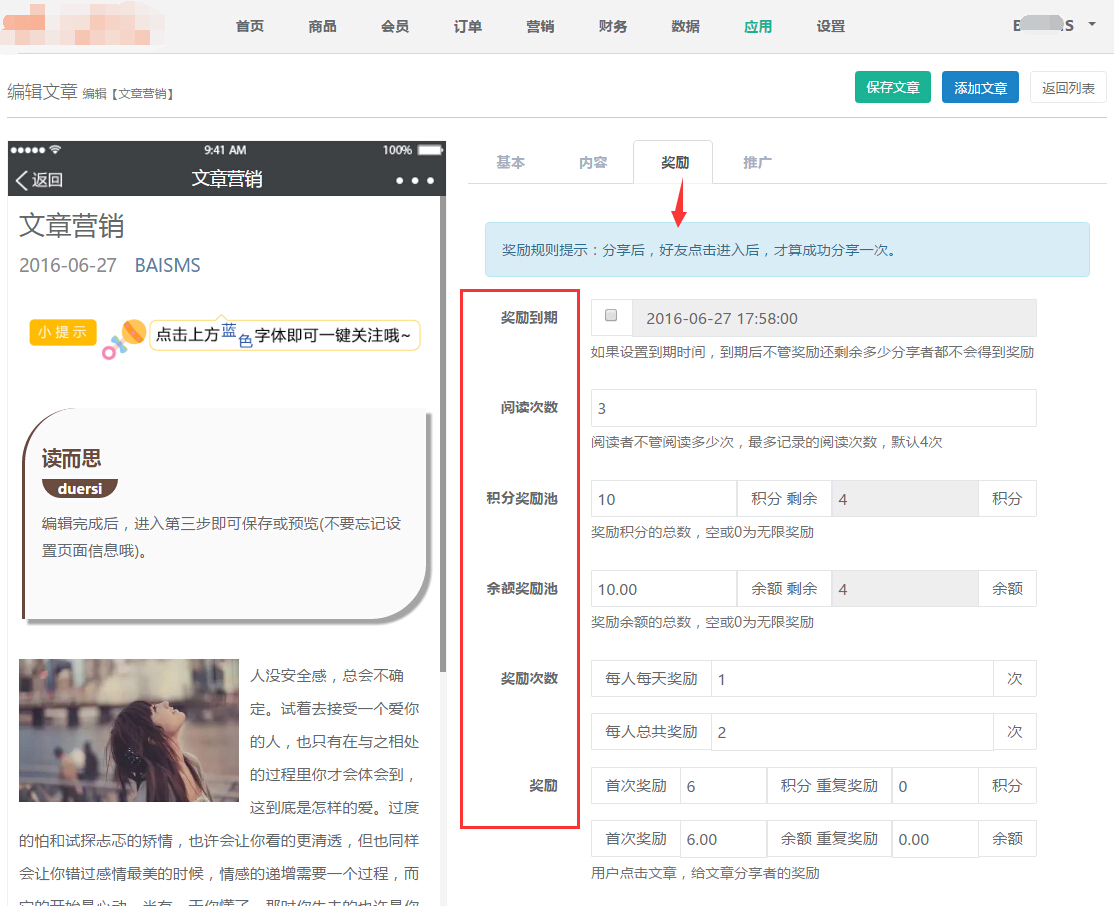 首页 商品 会员 订单 营销 财务 数据 应用 设置
编辑文章 编辑【文章营销】
保存文章 添加文章 返回列表
9:41 AM 100%
返回 文章营销
文章营销
2016-06-27 BAISMS
小提示 点击上方蓝色字体即可一键关注哦~
读而思
duersi
编辑完成后，进入第三步即可保存或预览(不要忘记设
置页面信息哦)。
人没安全感，总会不确
定。试着去接受一个爱你
的人，也只有在与之相处
的过程里你才会体会到，
这到底是怎样的爱。过度
的怕和试探忐忑的矫情，也许会让你看的更清透，但也同样
会让你错过感情最美的时候，情感的递增需要一个过程，而
基本 内容 奖励 推广
奖励规则提示：分享后，好友点击进入后，才算成功分享一次。
奖励到期 2016-06-27 17:58:00
如果设置到期时间，到期后不管奖励还剩余多少分享者都不会得到奖励
阅读次数 3
阅读者不管阅读多少次，最多记录的阅读次数，默认4次
积分奖励池 10 积分 剩余 4 积分
奖励积分的总数，空或0为无限奖励
余额奖励池 10.00 余额 剩余 4 余额
奖励余额的总数，空或0为无限奖励
奖励次数 每人每天奖励 1 次
每人总共奖励 2 次
奖励 首次奖励 6 积分 重复奖励 0 积分
首次奖励 6.00 余额 重复奖励 0.00 余额
用户点击文章，给文章分享者的奖励